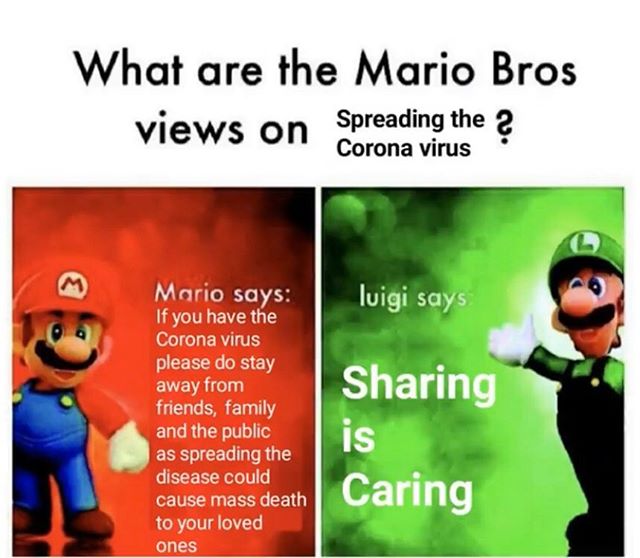 What are the Mario Bros
views on Spreading the ?
Corona virus
Mario says:
If you have the
Corona virus
please do stay
away from
friends, family
and the public
as spreading the
disease could
cause mass death
to your loved
ones
luigi says:
Sharing
is
Caring
M
L